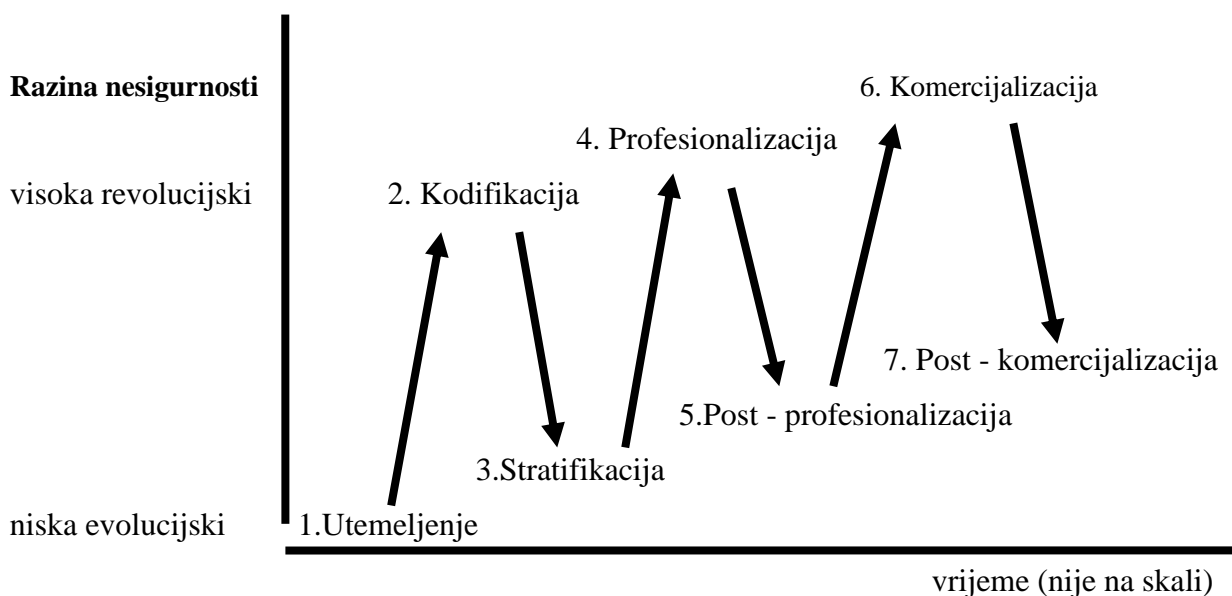 Razina nesigurnosti
6. Komercijalizacija
4. Profesionalizacija
visoka revolucijski
2. Kodifikacija
7. Post - komercijalizacija
5.Post - profesionalizacija
3.Stratifikacija
niska evolucijski
1.Utemeljenje
vrijeme (nije na skali)